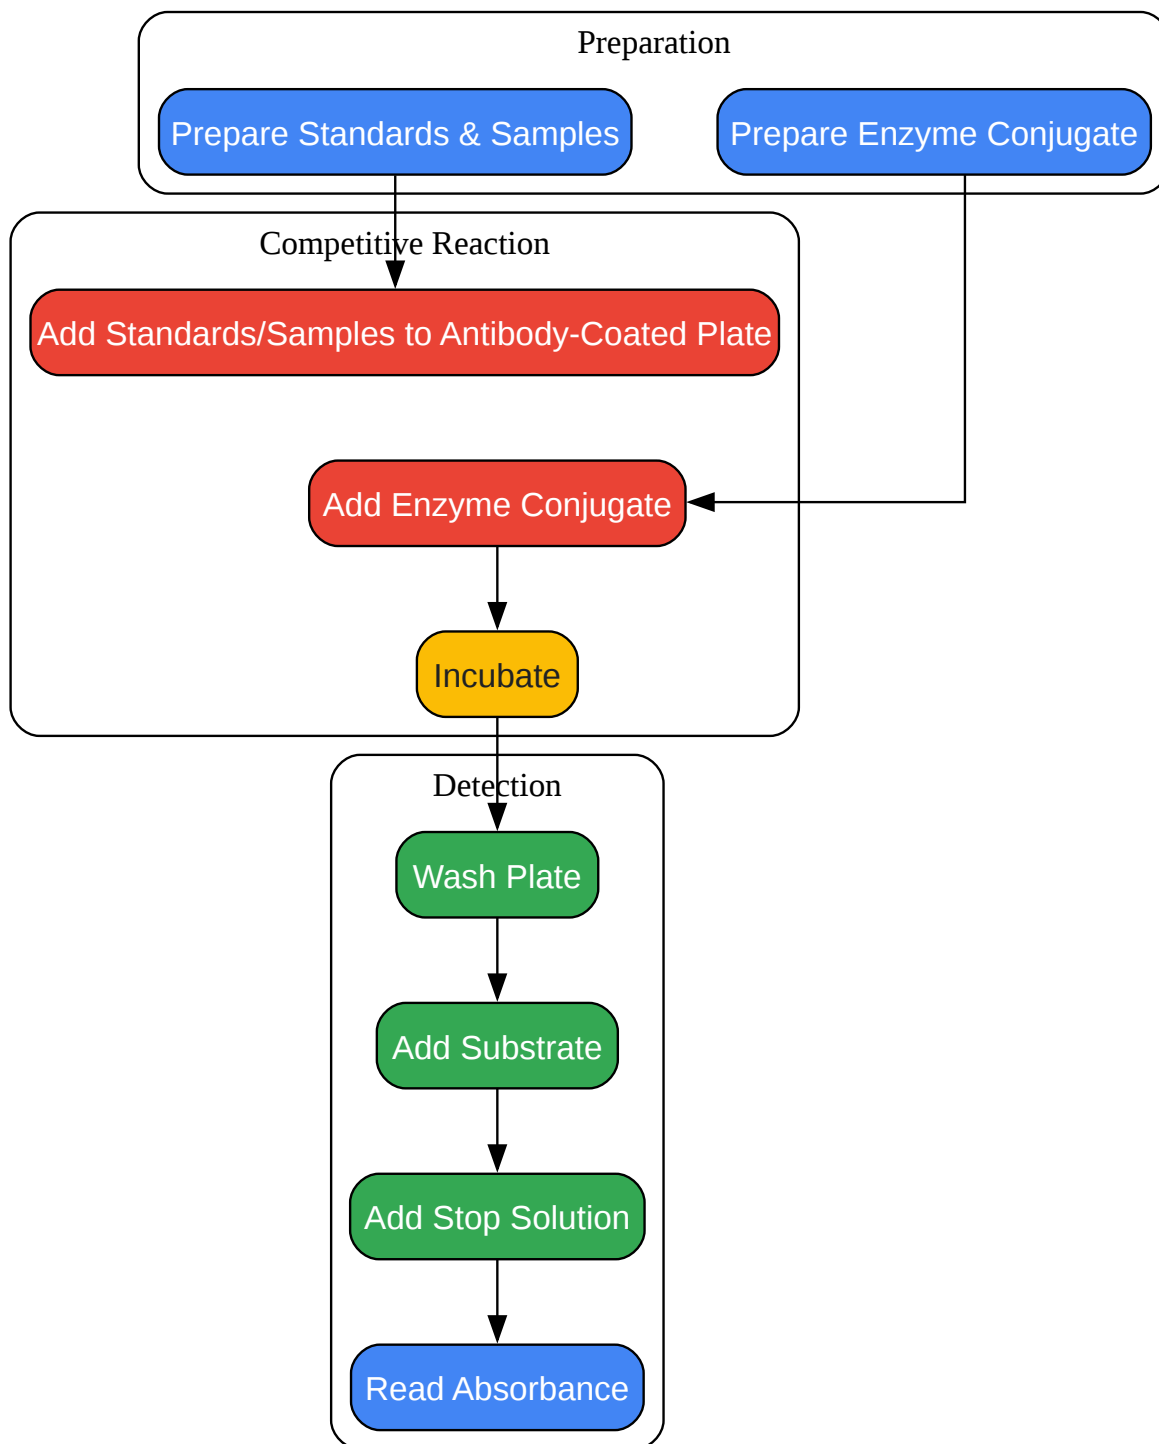 Preparation
Prepare Standards & Samples
Prepare Enzyme Conjugate
Competitive Reaction
Add Standards/Samples to Antibody-Coated Plate
Add Enzyme Conjugate
Incubate
Detection
Wash Plate
Add Substrate
Add Stop Solution
Read Absorbance